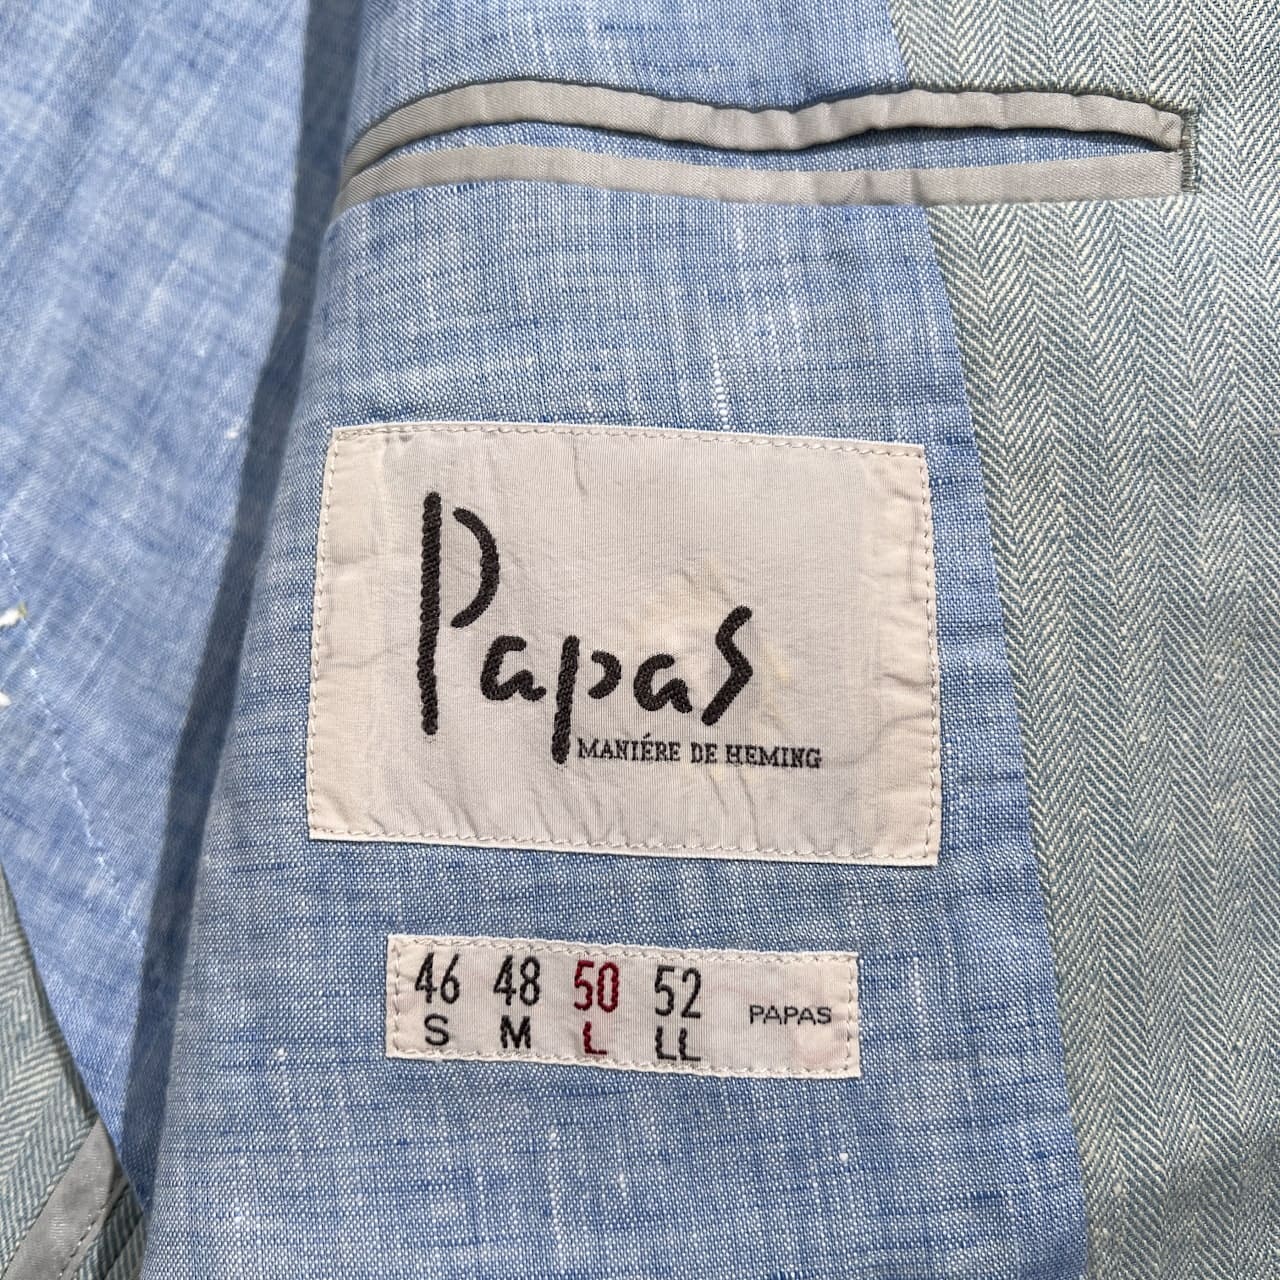 Papas
MANIÉRE DE HEMING
46 48 50 52 PAPAS
S M L LL